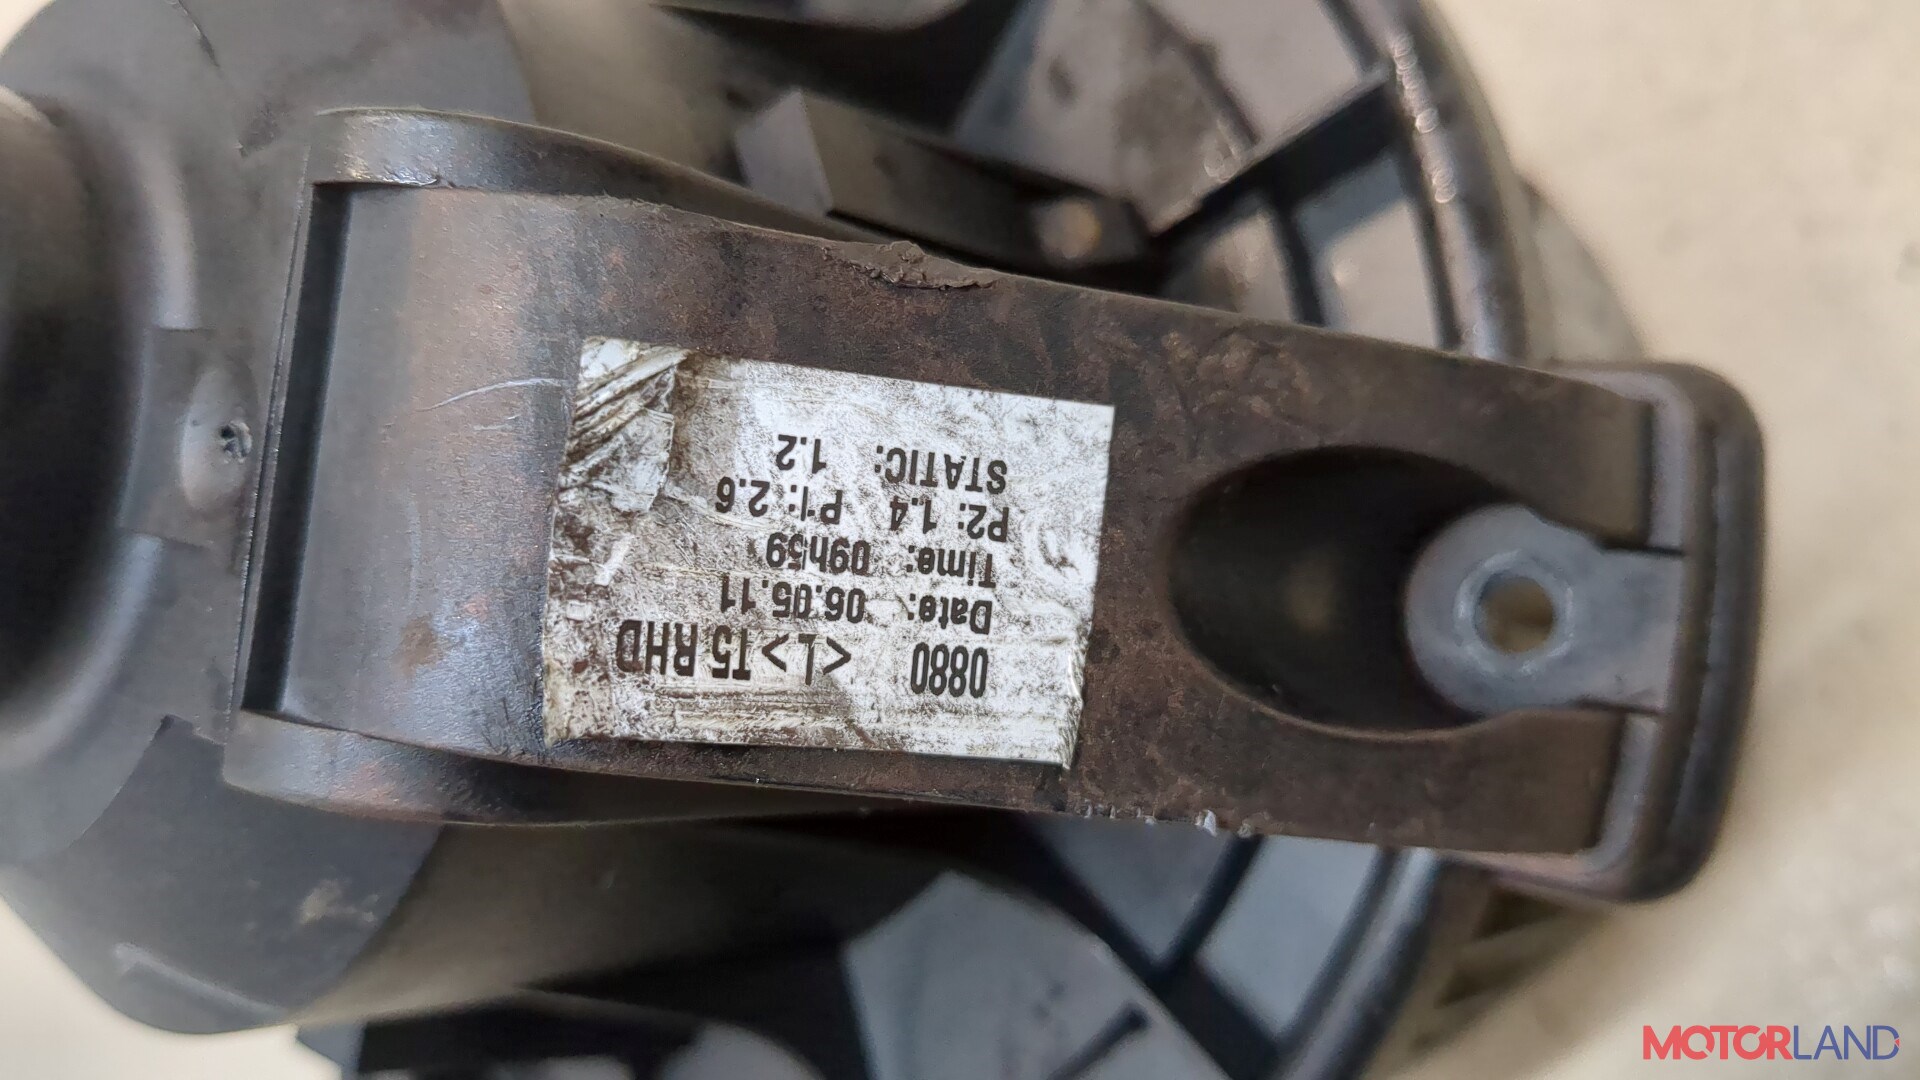 0880 <L> T5 RHD
Date: 06.05.11
Time: 09h59
P2: 1.4 P1: 2.6
STATIC: 1.2
MOTORLAND